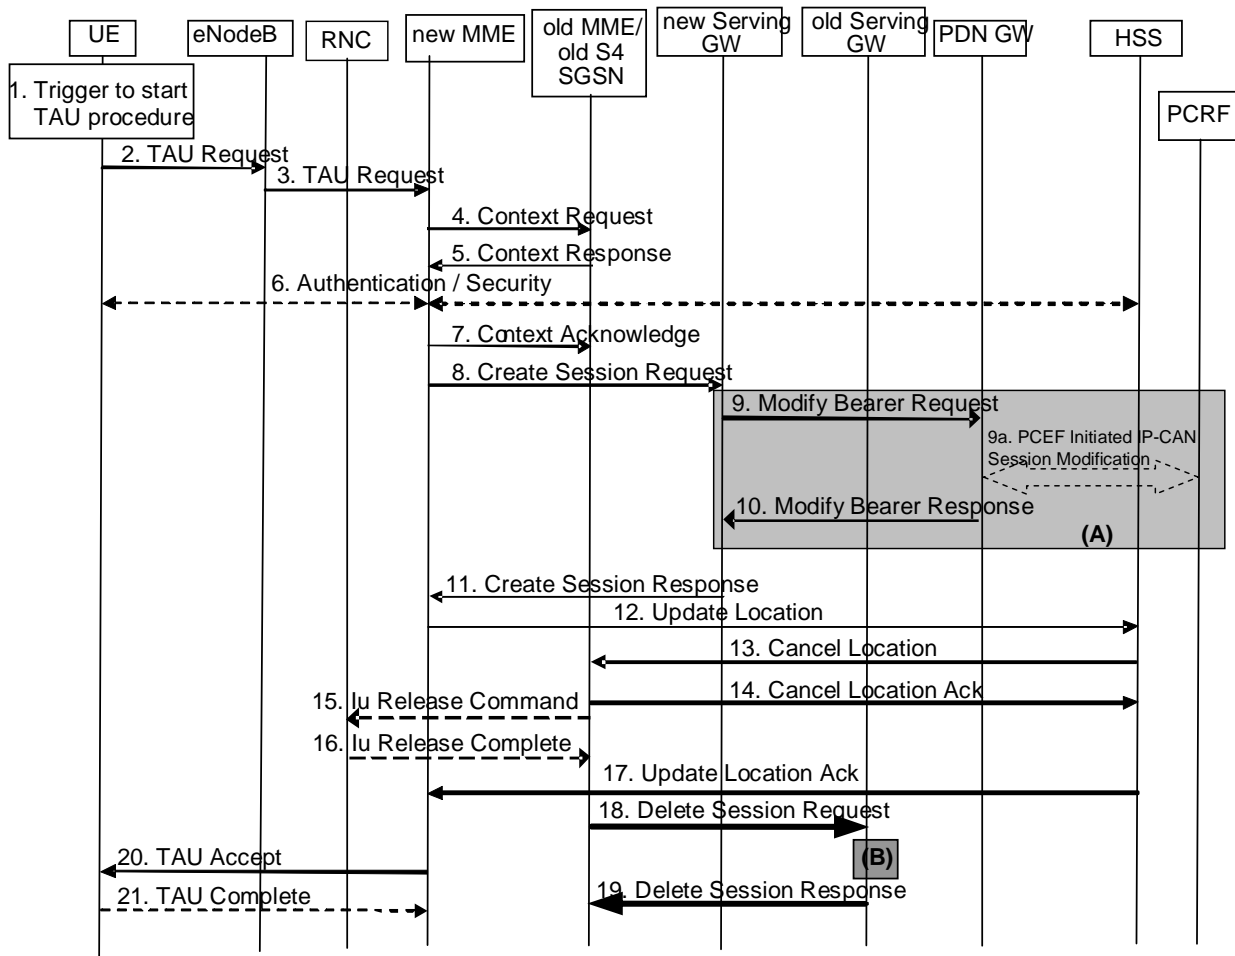 UE
eNodeB
RNC
new MME
old MME/
old S4
SGSN
new Serving
GW
old Serving
GW
PDN GW
HSS
PCRF
1. Trigger to start
TAU procedure
2. TAU Request
3. TAU Request
4. Context Request
5. Context Response
6. Authentication / Security
7. Context Acknowledge
8. Create Session Request
9. Modify Bearer Request
9a. PCEF Initiated IP-CAN
Session Modification
10. Modify Bearer Response
(A)
11. Create Session Response
12. Update Location
13. Cancel Location
14. Cancel Location Ack
15. Iu Release Command
16. Iu Release Complete
17. Update Location Ack
18. Delete Session Request
(B)
20. TAU Accept
19. Delete Session Response
21. TAU Complete